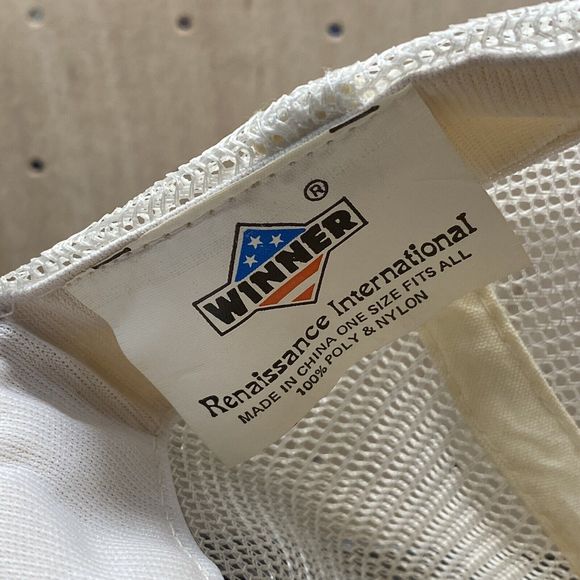 ®
WINNER
Renaissance International
MADE IN CHINA ONE SIZE FITS ALL
100% POLY & NYLON